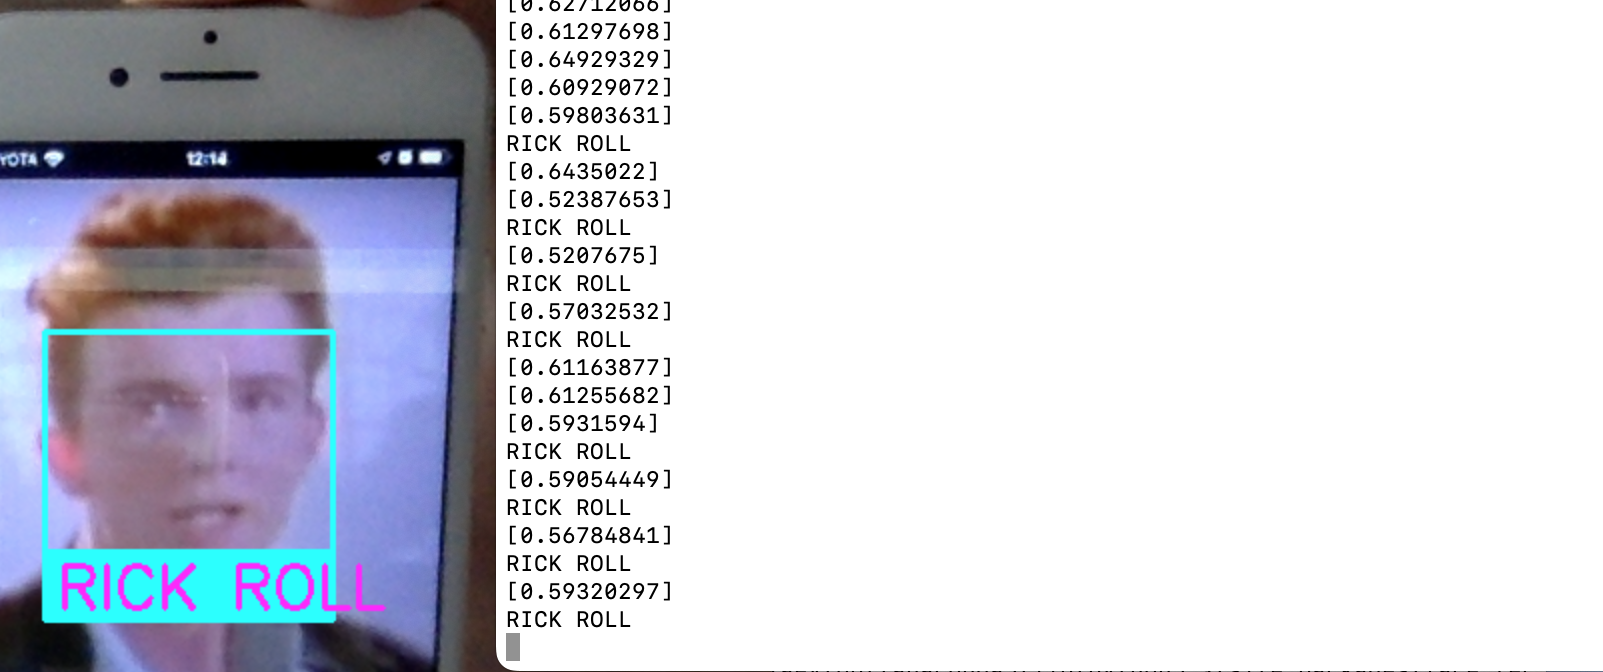 YOTA
12:14
RICK ROLL
[0.62712066]
[0.61297698]
[0.64929329]
[0.60929072]
[0.59803631]
RICK ROLL
[0.6435022]
[0.52387653]
RICK ROLL
[0.5207675]
RICK ROLL
[0.57032532]
RICK ROLL
[0.61163877]
[0.61255682]
[0.5931594]
RICK ROLL
[0.59054449]
RICK ROLL
[0.56784841]
RICK ROLL
[0.59320297]
RICK ROLL